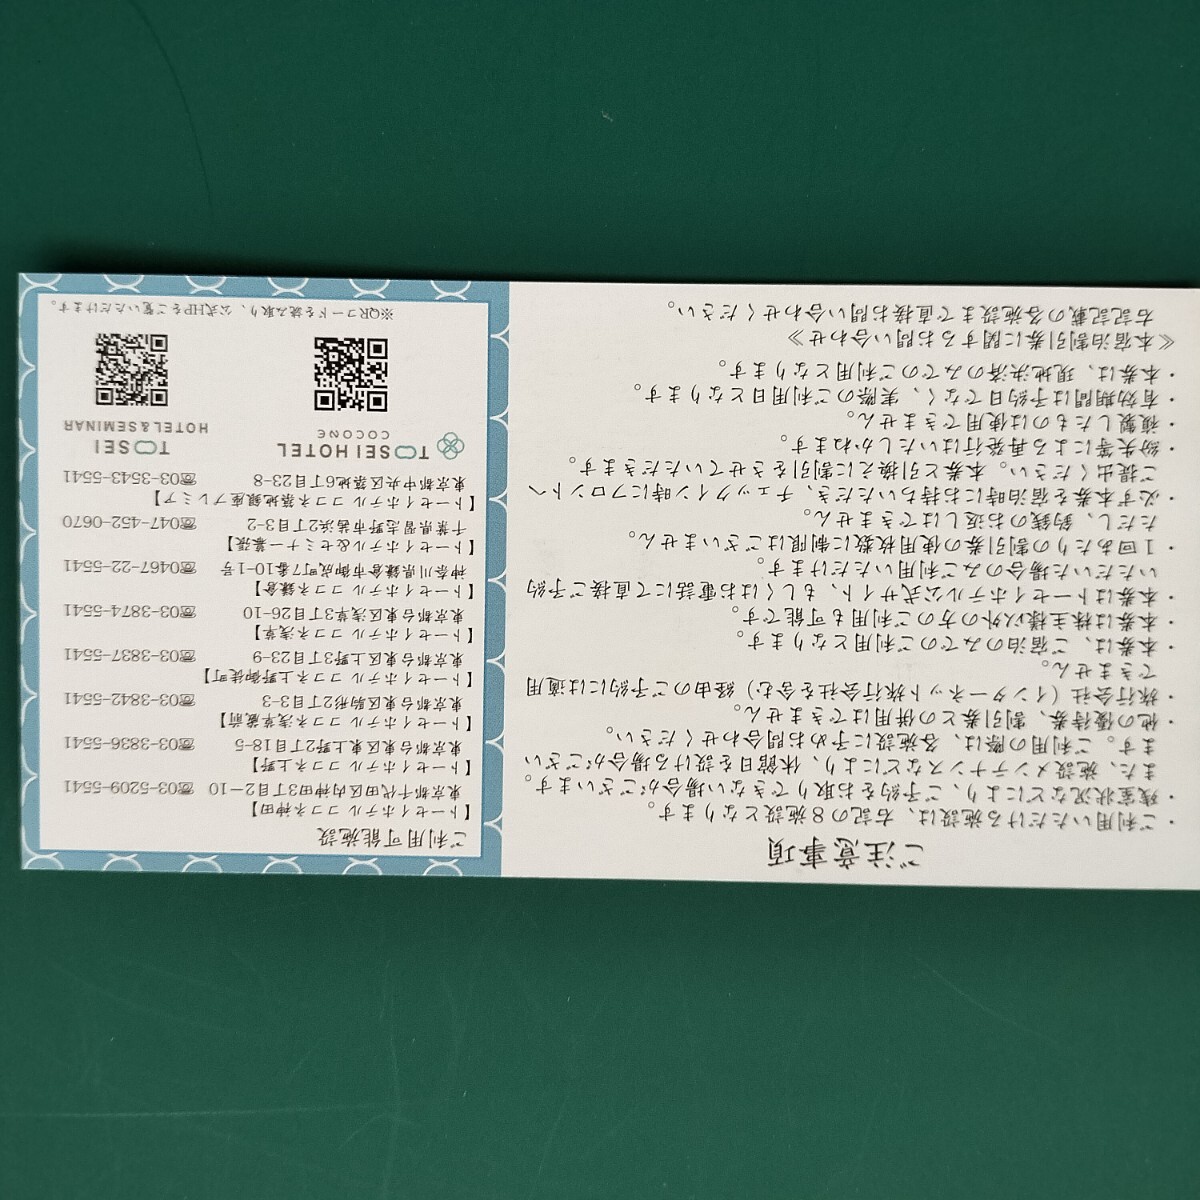 ご注意事項
・ご利用いただける施設は、右記の8施設となります。
・残室状況などにより、ご予約をお取りできない場合がございます。
また、施設メンテナンスなどにより、休館日を設ける場合がござい
ます。ご利用の際は、各施設に予めお問合わせください。
・他の優待券、割引券との併用はできません。
・旅行会社(インターネット旅行会社を含む)経由のご予約には適用
できません。
・本券は、ご宿泊のみでのご利用となります。
・本券は株主様以外の方のご利用も可能です。
・本券はトーセイホテル公式サイト、もしくはお電話にて直接ご予約
いただいた場合のみご利用いただけます。
・1回あたりの割引券の使用枚数に制限はございません。
ただし、釣銭のお返しはできません。
・必ず本券を宿泊時にお持ちいただき、チェックイン時にフロントへ
ご提出ください。本券と引換えに割引をさせていただきます。
・紛失等による再発行はいたしかねます。
・複製したものは使用できません。
・有効期間は予約日でなく、実際のご利用日となります。
・本券は、現地決済のみでのご利用となります。
≪本宿泊割引券に関するお問い合わせ≫
右記記載の各施設まで直接お問い合わせください。
ご利用可能施設
【トーセイホテル ココネ神田】
東京都千代田区内神田3丁目2−10 ☎03-5209-5541
【トーセイホテル ココネ上野】
東京都台東区東上野2丁目18-5 ☎03-3836-5541
【トーセイホテル ココネ浅草蔵前】
東京都台東区駒形2丁目3-3 ☎03-3842-5541
【トーセイホテル ココネ上野御徒町】
東京都台東区上野3丁目23-9 ☎03-3837-5541
【トーセイホテル ココネ浅草】
東京都台東区浅草3丁目26-10 ☎03-3874-5541
【トーセイホテル ココネ鎌倉】
神奈川県鎌倉市御成町7番10-1号 ☎0467-22-5541
【トーセイホテル&セミナー幕張】
千葉県習志野市茜浜2丁目3-2 ☎047-452-0670
【トーセイホテル ココネ築地銀座プレミア】
東京都中央区築地6丁目23-8 ☎03-3543-5541
TOSEI HOTEL
COCONE
TOSEI
HOTEL&SEMINAR
※QRコードを読み取り、公式HPをご覧いただけます。